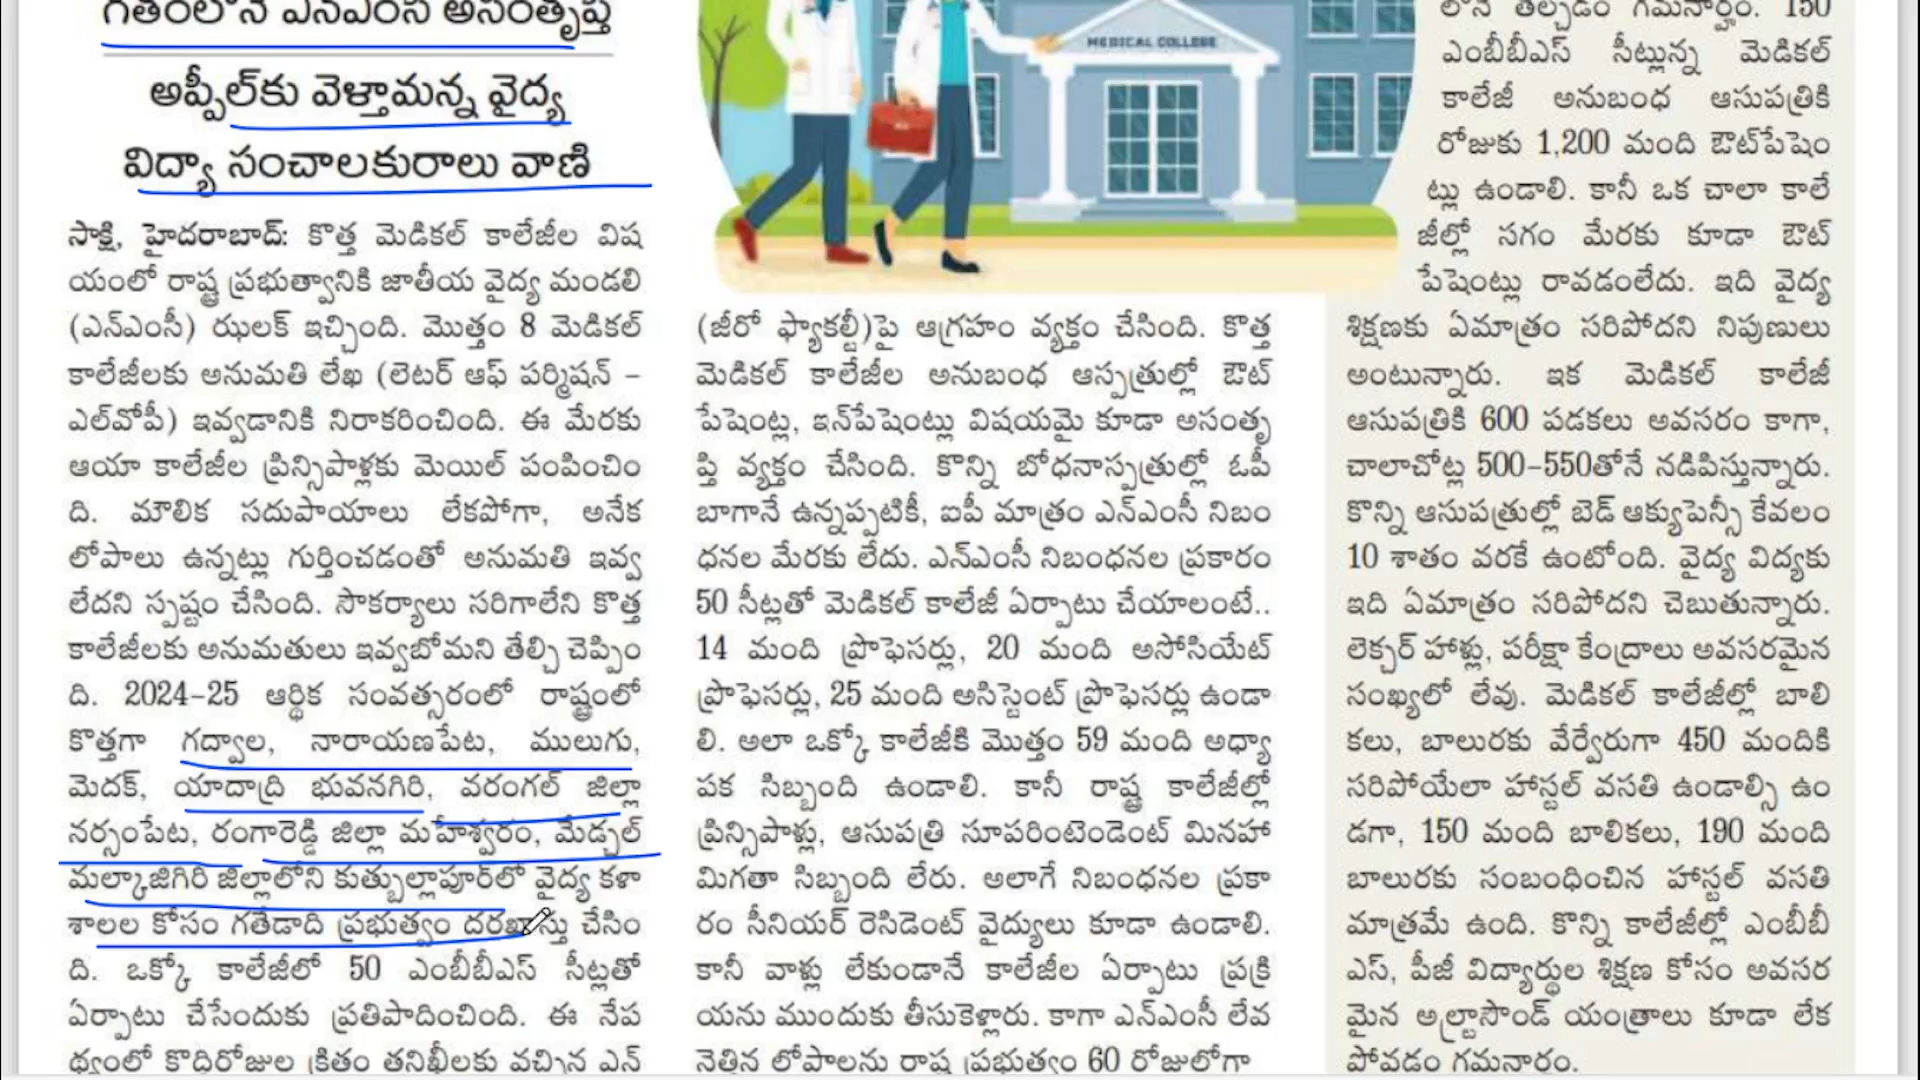 గతంలోనే ఎన్ఎంసీ అసంతృప్తి
అప్పీల్‌కు వెళ్తామన్న వైద్య
విద్యా సంచాలకురాలు వాణి
సాక్షి, హైదరాబాద్: కొత్త మెడికల్ కాలేజీల విష
యంలో రాష్ట్ర ప్రభుత్వానికి జాతీయ వైద్య మండలి
(ఎన్ఎంసీ) ఝలక్ ఇచ్చింది. మొత్తం 8 మెడికల్
కాలేజీలకు అనుమతి లేఖ (లెటర్ ఆఫ్ పర్మిషన్ –
ఎల్‌వోపీ) ఇవ్వడానికి నిరాకరించింది. ఈ మేరకు
ఆయా కాలేజీల ప్రిన్సిపాళ్లకు మెయిల్ పంపించిం
ది. మౌలిక సదుపాయాలు లేకపోగా, అనేక
లోపాలు ఉన్నట్లు గుర్తించడంతో అనుమతి ఇవ్వ
లేదని స్పష్టం చేసింది. సౌకర్యాలు సరిగాలేని కొత్త
కాలేజీలకు అనుమతులు ఇవ్వబోమని తేల్చి చెప్పిం
ది. 2024–25 ఆర్థిక సంవత్సరంలో రాష్ట్రంలో
కొత్తగా గద్వాల, నారాయణపేట, ములుగు,
మెదక్, యాదాద్రి భువనగిరి, వరంగల్ జిల్లా
నర్సంపేట, రంగారెడ్డి జిల్లా మహేశ్వరం, మేడ్చల్
మల్కాజిగిరి జిల్లాలోని కుత్బుల్లాపూర్‌లో వైద్య కళా
శాలల కోసం గతేడాది ప్రభుత్వం దరఖాస్తు చేసిం
ది. ఒక్కో కాలేజీలో 50 ఎంబీబీఎస్ సీట్లతో
ఏర్పాటు చేసేందుకు ప్రతిపాదించింది. ఈ నేప
థ్యంలో కొద్దిరోజుల క్రితం తనిఖీలకు వచ్చిన ఎన్
MEDICAL COLLEGE
(జీరో ఫ్యాకల్టీ)పై ఆగ్రహం వ్యక్తం చేసింది. కొత్త
మెడికల్ కాలేజీల అనుబంధ ఆస్పత్రుల్లో ఔట్
పేషెంట్ల, ఇన్‌పేషెంట్లు విషయమై కూడా అసంతృ
ప్తి వ్యక్తం చేసింది. కొన్ని బోధనాస్పత్రుల్లో ఓపీ
బాగానే ఉన్నప్పటికీ, ఐపీ మాత్రం ఎన్ఎంసీ నిబం
ధనల మేరకు లేదు. ఎన్ఎంసీ నిబంధనల ప్రకారం
50 సీట్లతో మెడికల్ కాలేజీ ఏర్పాటు చేయాలంటే..
14 మంది ప్రొఫెసర్లు, 20 మంది అసోసియేట్
ప్రొఫెసర్లు, 25 మంది అసిస్టెంట్ ప్రొఫెసర్లు ఉండా
లి. అలా ఒక్కో కాలేజీకి మొత్తం 59 మంది అధ్యా
పక సిబ్బంది ఉండాలి. కానీ రాష్ట్ర కాలేజీల్లో
ప్రిన్సిపాళ్లు, ఆసుపత్రి సూపరింటెండెంట్ మినహా
మిగతా సిబ్బంది లేరు. అలాగే నిబంధనల ప్రకా
రం సీనియర్ రెసిడెంట్ వైద్యులు కూడా ఉండాలి.
కానీ వాళ్లు లేకుండానే కాలేజీల ఏర్పాటు ప్రక్రి
యను ముందుకు తీసుకెళ్లారు. కాగా ఎన్ఎంసీ లేవ
నెత్తిన లోపాలను రాష్ట్ర ప్రభుత్వం 60 రోజుల్లోగా
లోనే తేల్చడం గమనార్హం. 150
ఎంబీబీఎస్ సీట్లున్న మెడికల్
కాలేజీ అనుబంధ ఆసుపత్రికి
రోజుకు 1,200 మంది ఔట్‌పేషెం
ట్లు ఉండాలి. కానీ ఒక చాలా కాలే
జీల్లో సగం మేరకు కూడా ఔట్
పేషెంట్లు రావడంలేదు. ఇది వైద్య
శిక్షణకు ఏమాత్రం సరిపోదని నిపుణులు
అంటున్నారు. ఇక మెడికల్ కాలేజీ
ఆసుపత్రికి 600 పడకలు అవసరం కాగా,
చాలాచోట్ల 500–550తోనే నడిపిస్తున్నారు.
కొన్ని ఆసుపత్రుల్లో బెడ్ ఆక్యుపెన్సీ కేవలం
10 శాతం వరకే ఉంటోంది. వైద్య విద్యకు
ఇది ఏమాత్రం సరిపోదని చెబుతున్నారు.
లెక్చర్ హాళ్లు, పరీక్షా కేంద్రాలు అవసరమైన
సంఖ్యలో లేవు. మెడికల్ కాలేజీల్లో బాలి
కలు, బాలురకు వేర్వేరుగా 450 మందికి
సరిపోయేలా హాస్టల్ వసతి ఉండాల్సి ఉం
డగా, 150 మంది బాలికలు, 190 మంది
బాలురకు సంబంధించిన హాస్టల్ వసతి
మాత్రమే ఉంది. కొన్ని కాలేజీల్లో ఎంబీబీ
ఎస్, పీజీ విద్యార్థుల శిక్షణ కోసం అవసర
మైన అల్ట్రాసౌండ్ యంత్రాలు కూడా లేక
పోవడం గమనార్హం.